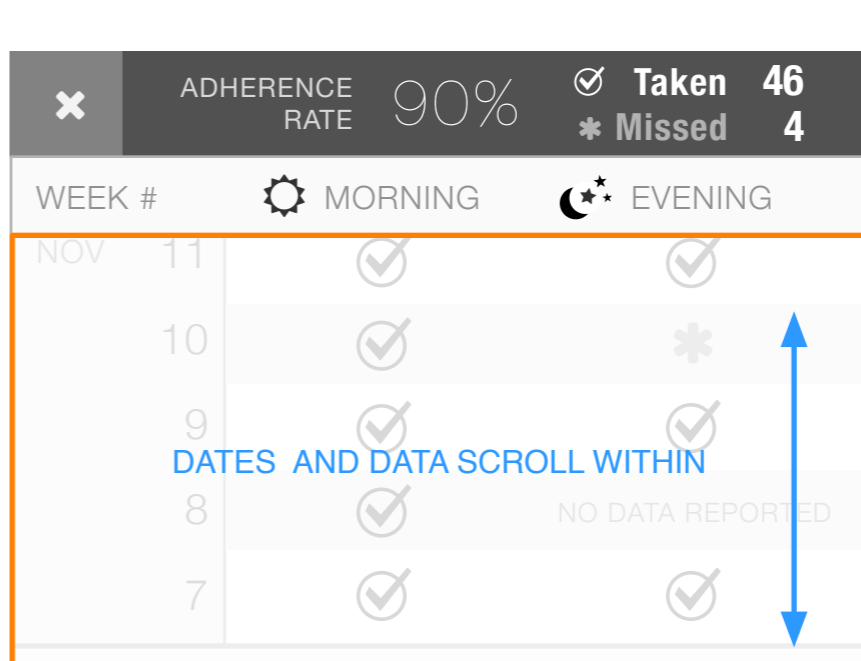 ADHERENCE RATE 90% Taken 46
Missed 4
WEEK # MORNING EVENING
NOV 11
10
9
DATES AND DATA SCROLL WITHIN
8 NO DATA REPORTED
7